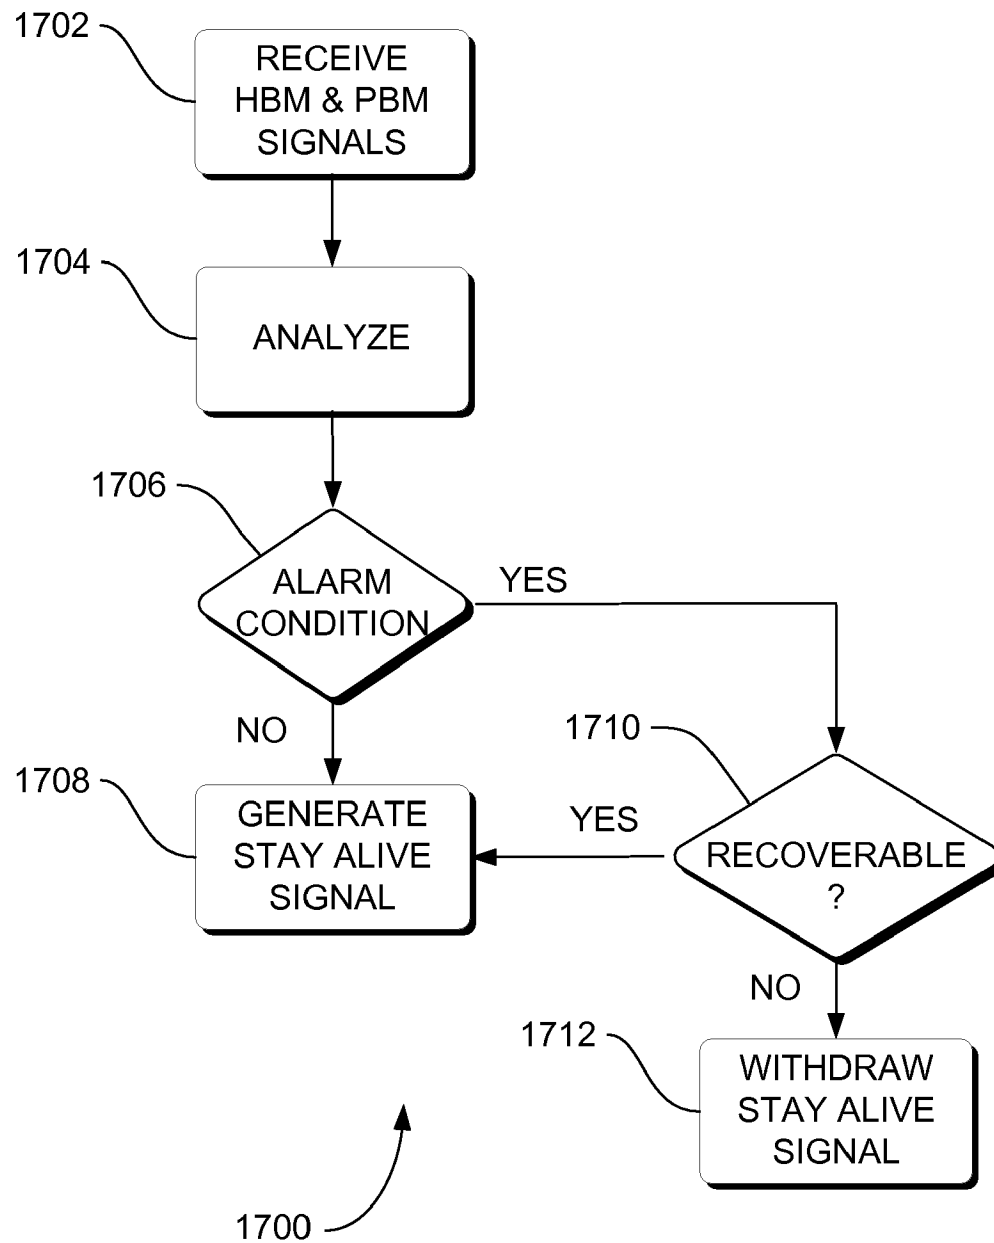 1702
RECEIVE
HBM & PBM
SIGNALS
1704
ANALYZE
1706
ALARM
CONDITION
YES
NO
1710
1708
GENERATE
STAY ALIVE
SIGNAL
YES
RECOVERABLE
?
NO
1712
WITHDRAW
STAY ALIVE
SIGNAL
1700